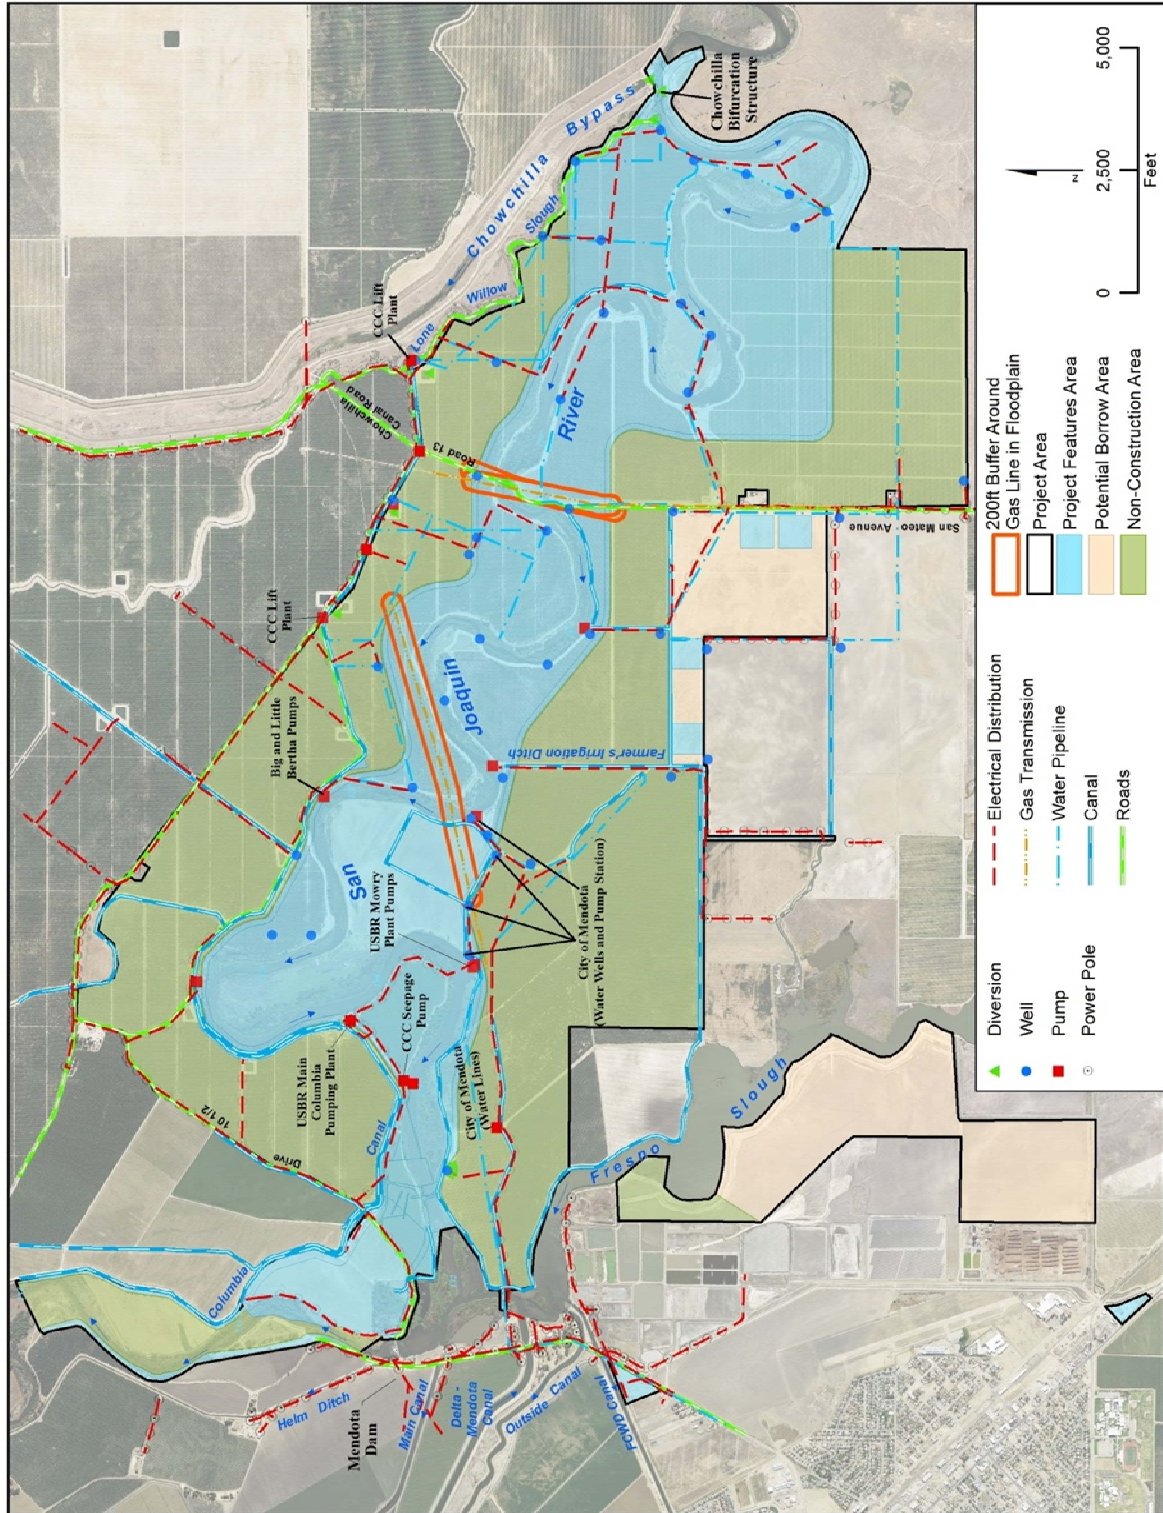 Chowchilla
Bifurcation
Structure
Chowchilla Bypass
Slough
Willow
Lone
CCC Lift
Plant
Chowchilla
Canal Road
Road 13
River
San Mateo Avenue
CCC Lift
Plant
Joaquin
Big and Little
Bertha Pumps
Farmer's Irrigation Ditch
San
USBR Mowry
Plant Pumps
City of Mendota
(Water Wells and Pump Station)
CCC Seepage
Pump
USBR Main
Columbia
Pumping Plant
City of Mendota
(Water Lines)
Drive 10 1/2
Canal
Columbia
Fresno
Slough
Helm Ditch
Mendota
Dam
Main Canal
Delta -
Mendota
Canal
Outside Canal
FCWD Canal
Diversion
Well
Pump
Power Pole
Electrical Distribution
Gas Transmission
Water Pipeline
Canal
Roads
200ft Buffer Around
Gas Line in Floodplain
Project Area
Project Features Area
Potential Borrow Area
Non-Construction Area
N
0 2,500 5,000
Feet